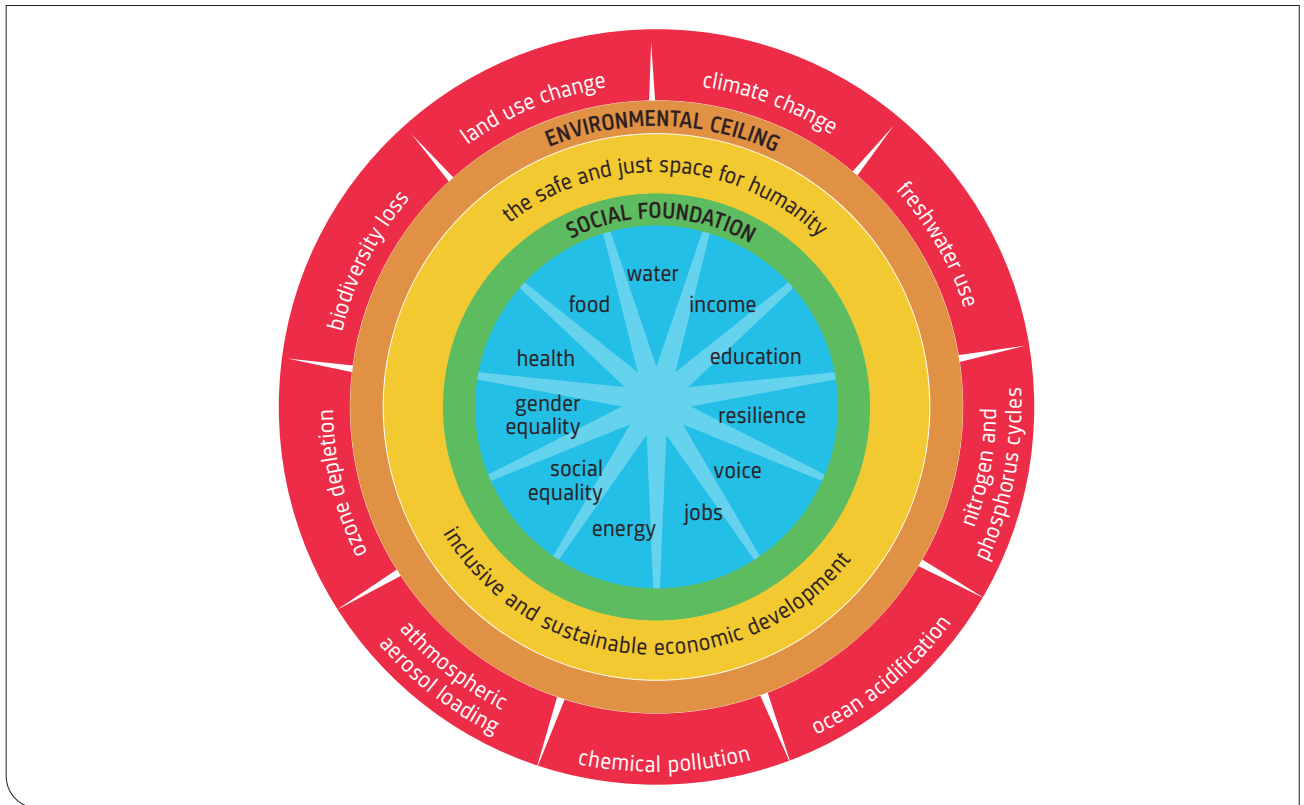 land use change
climate change
freshwater use
nitrogen and
phosphorus cycles
ocean acidification
chemical pollution
athmospheric
aerosol loading
ozone depletion
biodiversity loss
ENVIRONMENTAL CEILING
the safe and just space for humanity
SOCIAL FOUNDATION
water
income
education
resilience
voice
jobs
energy
social
equality
gender
equality
health
food
inclusive and sustainable economic development